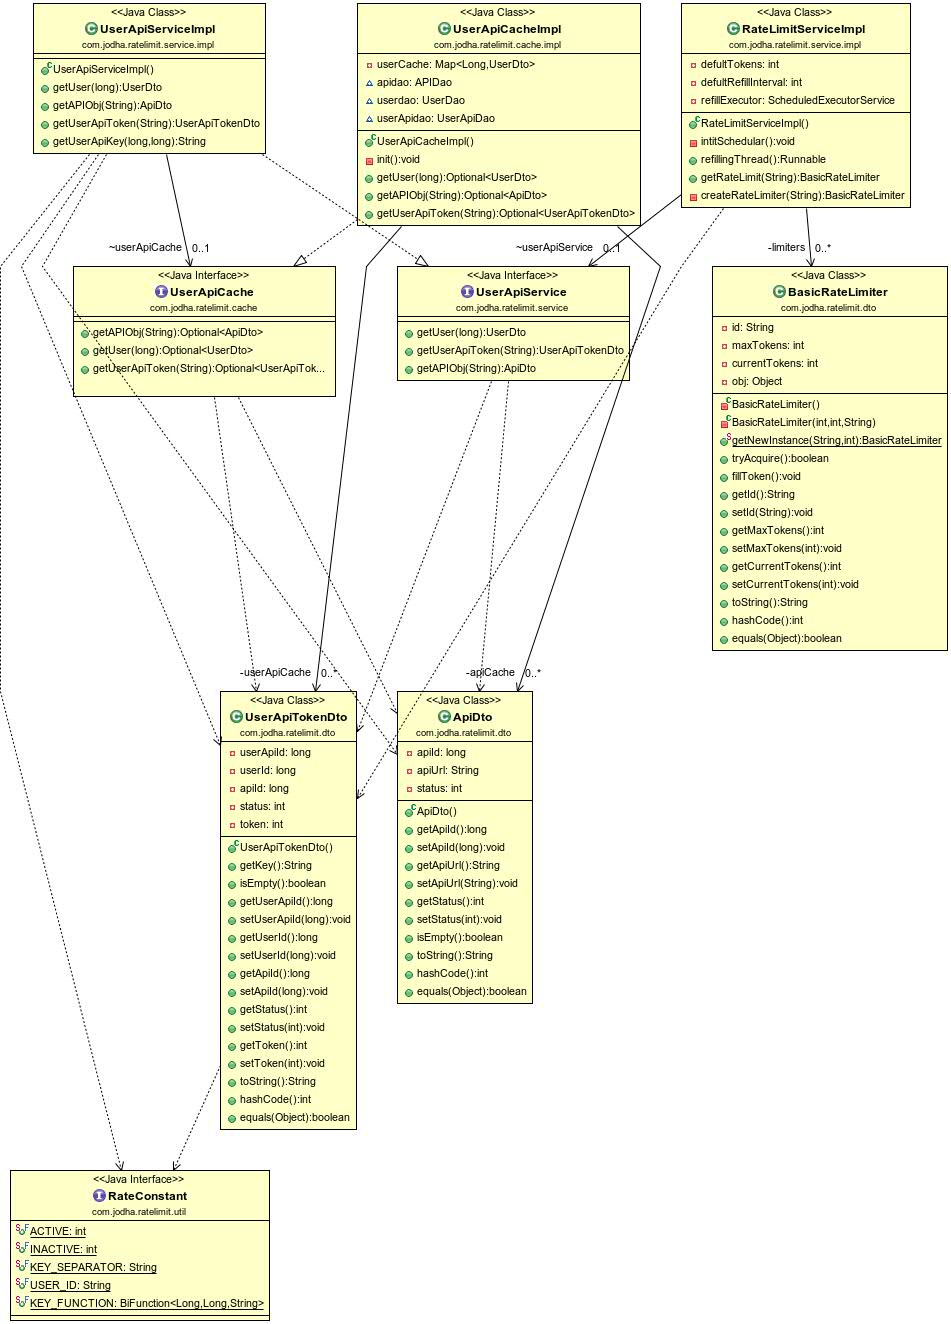 <<Java Class>>
UserApiServiceImpl
com.jodha.ratelimit.service.impl
UserApiServiceImpl()
getUser(long):UserDto
getAPIObj(String):ApiDto
getUserApiToken(String):UserApiTokenDto
getUserApiKey(long,long):String
<<Java Class>>
UserApiCacheImpl
com.jodha.ratelimit.cache.impl
userCache: Map<Long,UserDto>
apidao: APIDao
userdao: UserDao
userApidao: UserApiDao
UserApiCacheImpl()
init():void
getUser(long):Optional<UserDto>
getAPIObj(String):Optional<ApiDto>
getUserApiToken(String):Optional<UserApiTokenDto>
<<Java Class>>
RateLimitServiceImpl
com.jodha.ratelimit.service.impl
defultTokens: int
defultRefillInterval: int
refillExecutor: ScheduledExecutorService
RateLimitServiceImpl()
intitSchedular():void
refillingThread():Runnable
getRateLimit(String):BasicRateLimiter
createRateLimiter(String):BasicRateLimiter
~userApiCache 0..1
~userApiService 0..1
-limiters 0..*
<<Java Interface>>
UserApiCache
com.jodha.ratelimit.cache
getAPIObj(String):Optional<ApiDto>
getUser(long):Optional<UserDto>
getUserApiToken(String):Optional<UserApiTok...
<<Java Interface>>
UserApiService
com.jodha.ratelimit.service
getUser(long):UserDto
getUserApiToken(String):UserApiTokenDto
getAPIObj(String):ApiDto
<<Java Class>>
BasicRateLimiter
com.jodha.ratelimit.dto
id: String
maxTokens: int
currentTokens: int
obj: Object
BasicRateLimiter()
BasicRateLimiter(int,int,String)
getNewInstance(String,int):BasicRateLimiter
tryAcquire():boolean
fillToken():void
getId():String
setId(String):void
getMaxTokens():int
setMaxTokens(int):void
getCurrentTokens():int
setCurrentTokens(int):void
toString():String
hashCode():int
equals(Object):boolean
-userApiCache 0..*
-apiCache 0..*
<<Java Class>>
UserApiTokenDto
com.jodha.ratelimit.dto
userApiId: long
userId: long
apiId: long
status: int
token: int
UserApiTokenDto()
getKey():String
isEmpty():boolean
getUserApiId():long
setUserApiId(long):void
getUserId():long
setUserId(long):void
getApiId():long
setApiId(long):void
getStatus():int
setStatus(int):void
getToken():int
setToken(int):void
toString():String
hashCode():int
equals(Object):boolean
<<Java Class>>
ApiDto
com.jodha.ratelimit.dto
apiId: long
apiUrl: String
status: int
ApiDto()
getApiId():long
setApiId(long):void
getApiUrl():String
setApiUrl(String):void
getStatus():int
setStatus(int):void
isEmpty():boolean
toString():String
hashCode():int
equals(Object):boolean
<<Java Interface>>
RateConstant
com.jodha.ratelimit.util
ACTIVE: int
INACTIVE: int
KEY_SEPARATOR: String
USER_ID: String
KEY_FUNCTION: BiFunction<Long,Long,String>